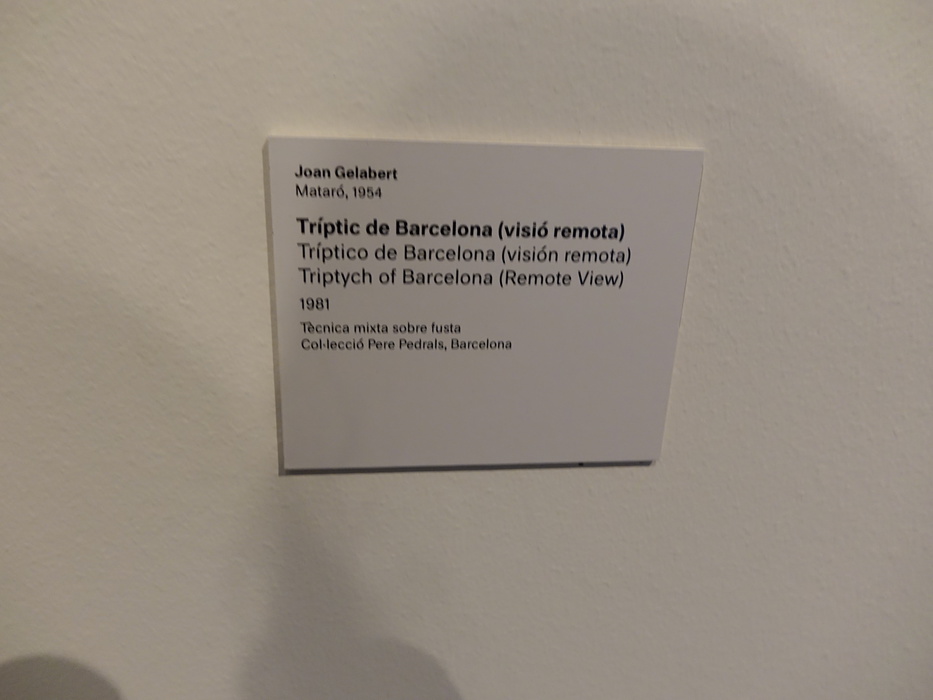 Joan Gelabert
Mataró, 1954
Tríptic de Barcelona (visió remota)
Tríptico de Barcelona (visión remota)
Triptych of Barcelona (Remote View)
1981
Tècnica mixta sobre fusta
Col·lecció Pere Pedrals, Barcelona